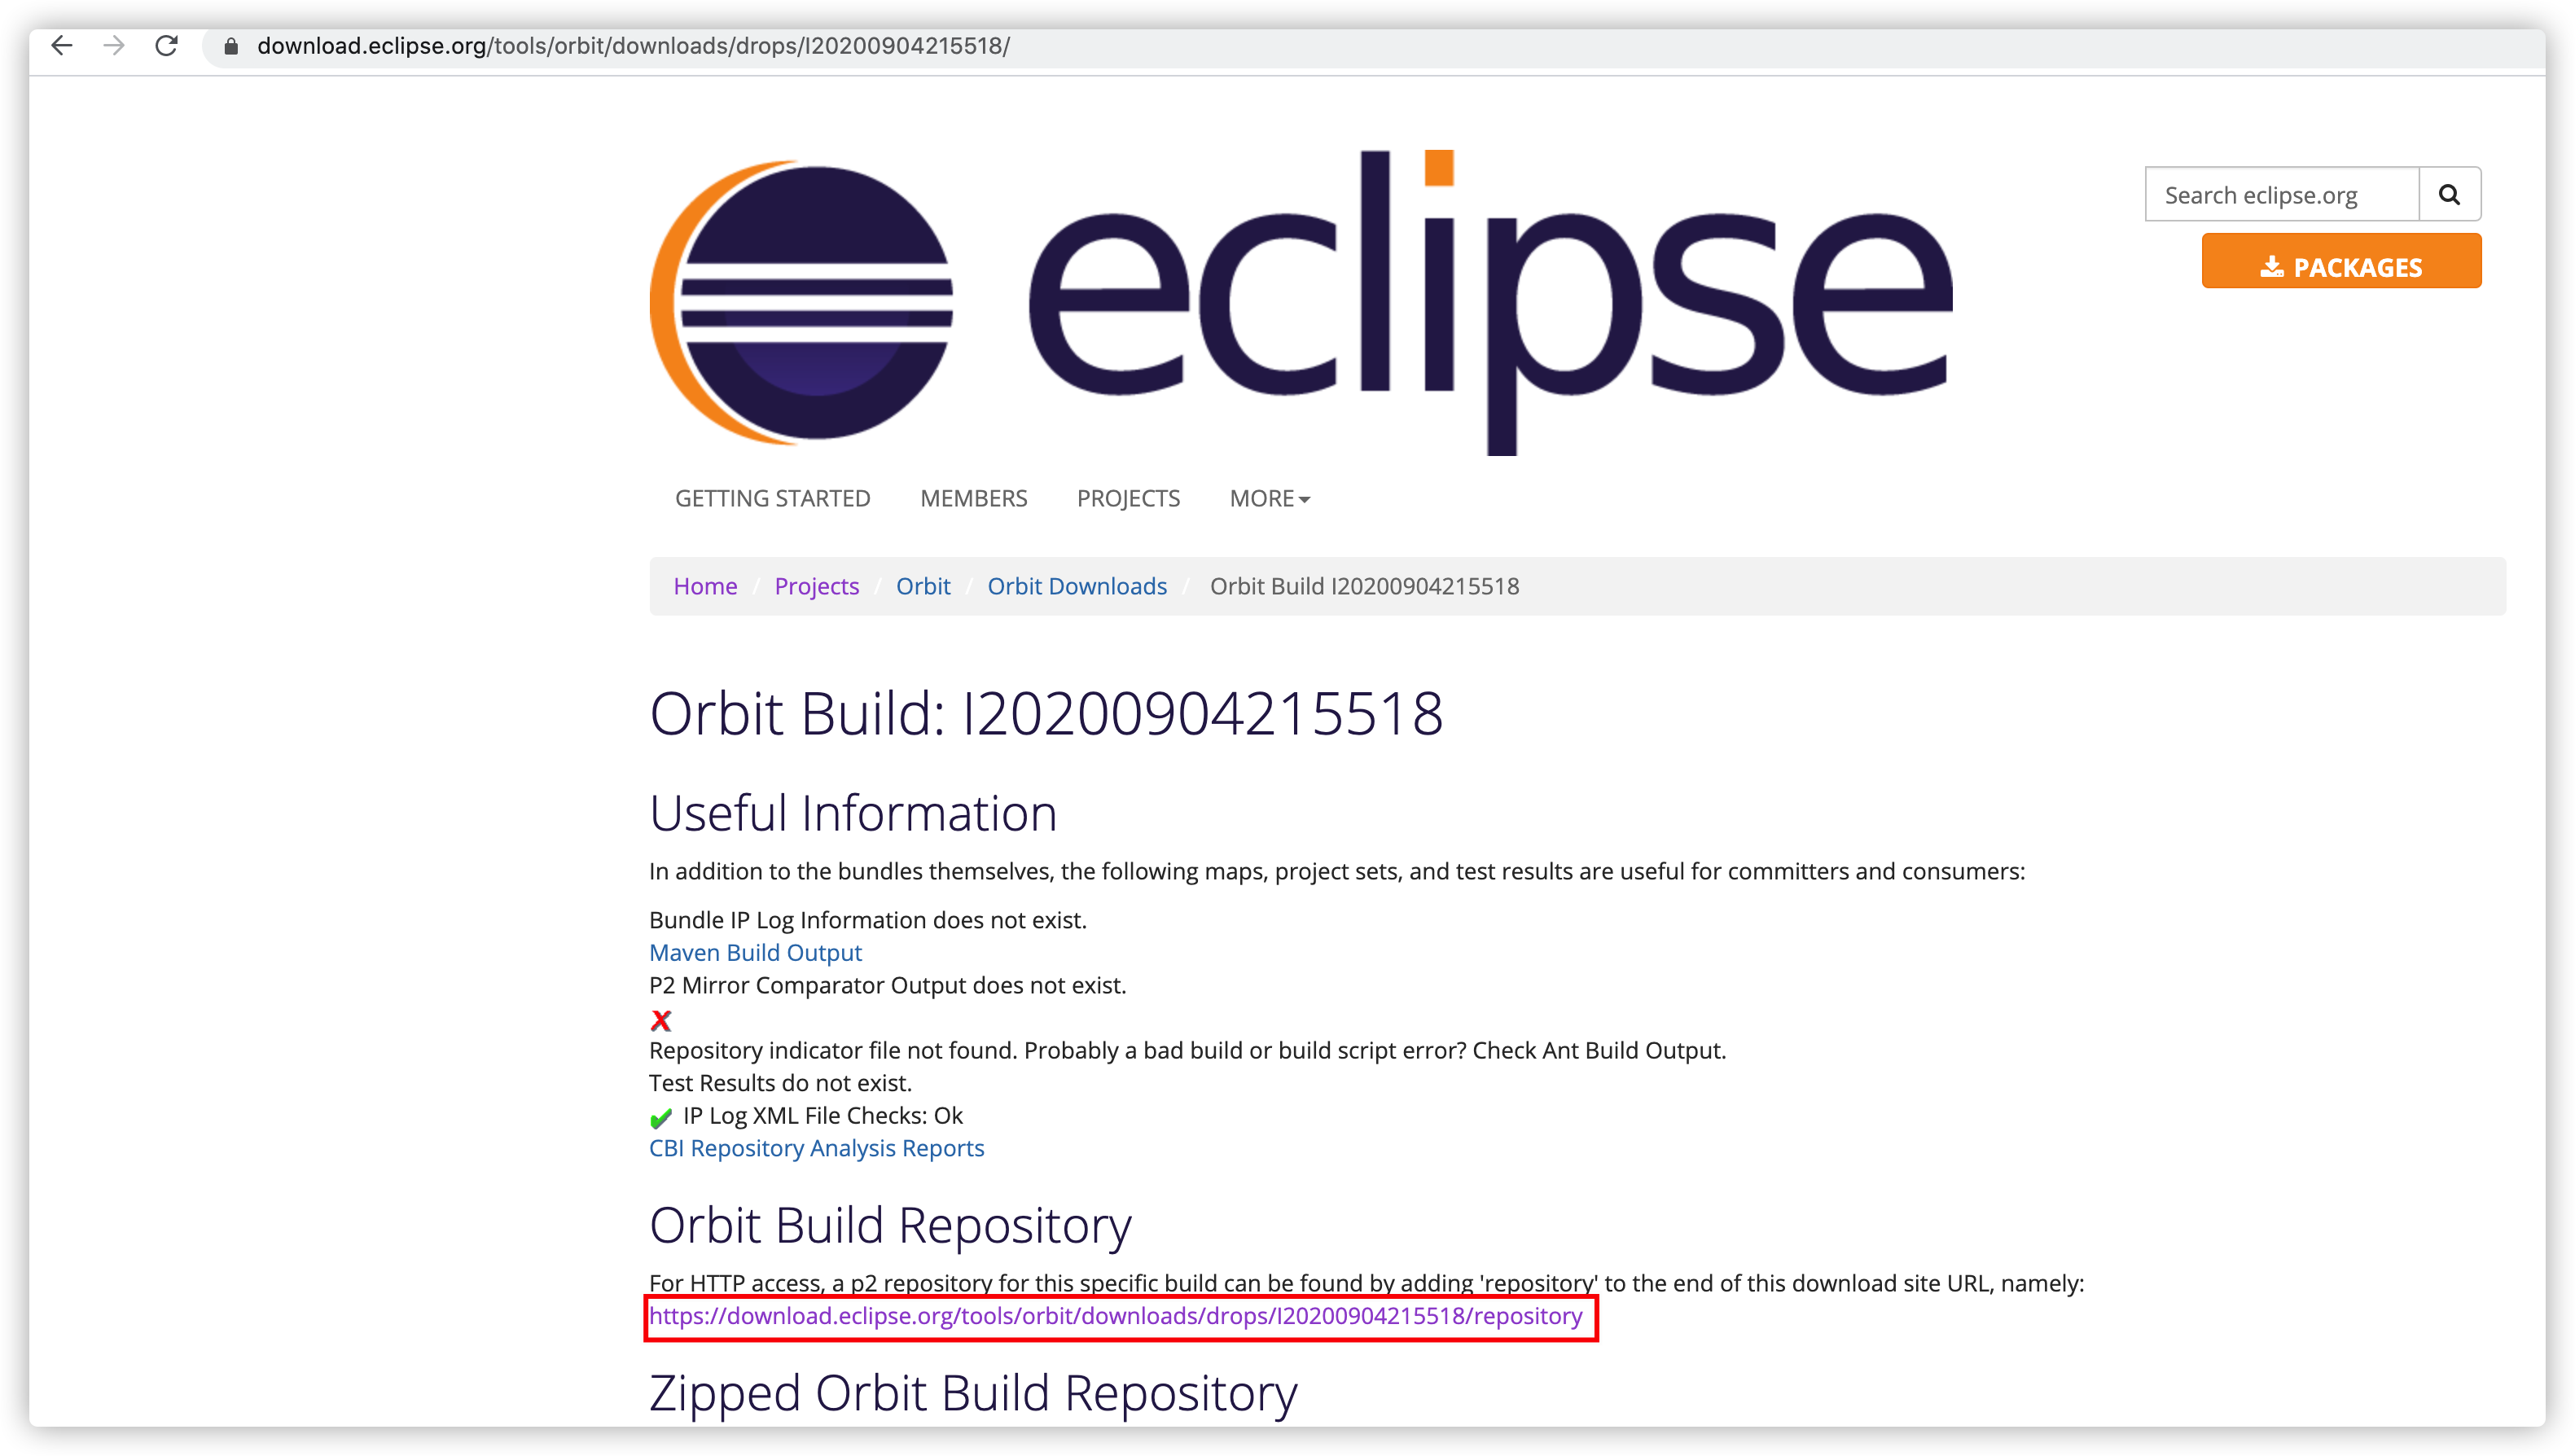 download.eclipse.org/tools/orbit/downloads/drops/I20200904215518/
eclipse
Search eclipse.org
PACKAGES
GETTING STARTED MEMBERS PROJECTS MORE
Home / Projects / Orbit / Orbit Downloads / Orbit Build I20200904215518
Orbit Build: I20200904215518
Useful Information
In addition to the bundles themselves, the following maps, project sets, and test results are useful for committers and consumers:
Bundle IP Log Information does not exist.
Maven Build Output
P2 Mirror Comparator Output does not exist.
Repository indicator file not found. Probably a bad build or build script error? Check Ant Build Output.
Test Results do not exist.
IP Log XML File Checks: Ok
CBI Repository Analysis Reports
Orbit Build Repository
For HTTP access, a p2 repository for this specific build can be found by adding 'repository' to the end of this download site URL, namely:
https://download.eclipse.org/tools/orbit/downloads/drops/I20200904215518/repository
Zipped Orbit Build Repository